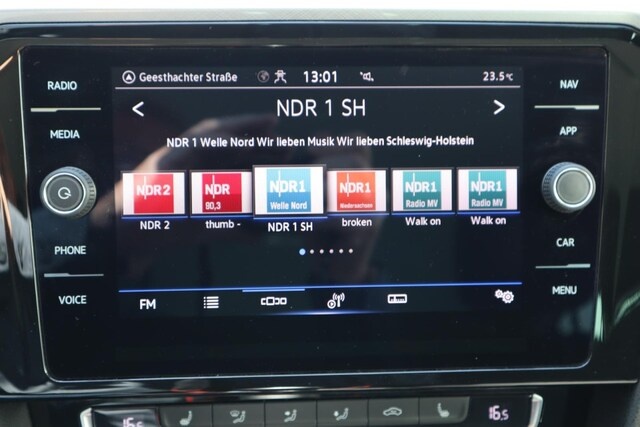 RADIO
MEDIA
PHONE
VOICE
NAV
APP
CAR
MENU
Geesthachter Straße 13:01 23.5°C
< NDR 1 SH >
NDR 1 Welle Nord Wir lieben Musik Wir lieben Schleswig-Holstein
NDR2 NDR NDR1 NDR1 NDR1 NDR1
90,3 Welle Nord Niedersachsen Radio MV Radio MV
NDR 2 thumb - NDR 1 SH broken Walk on Walk on
FM
16.5 16.5